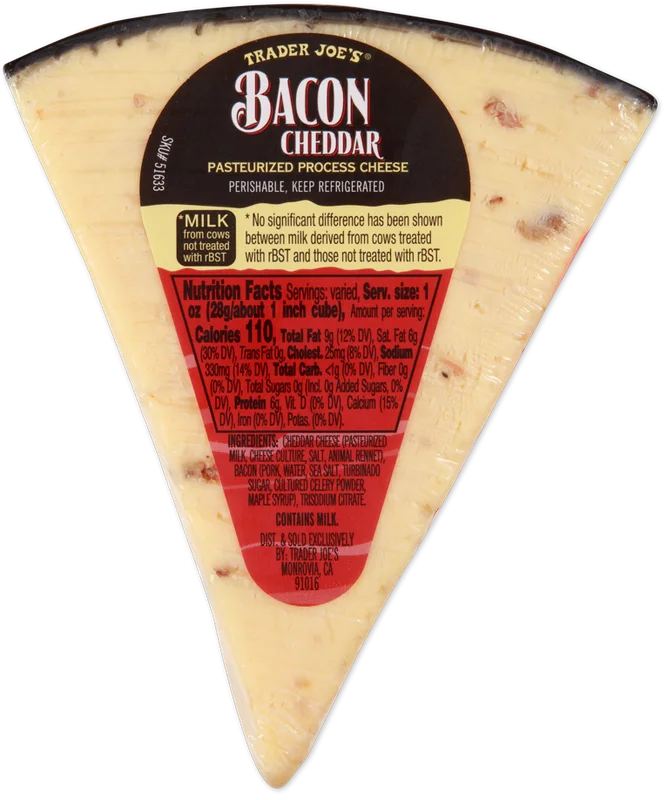 TRADER JOE'S®
BACON
CHEDDAR
PASTEURIZED PROCESS CHEESE
PERISHABLE, KEEP REFRIGERATED
SKU# 51633
*MILK
from cows
not treated
with rBST
* No significant difference has been shown
between milk derived from cows treated
with rBST and those not treated with rBST.
Nutrition Facts Servings: varied, Serv. size: 1
oz (28g/about 1 inch cube), Amount per serving:
Calories 110, Total Fat 9g (12% DV), Sat. Fat 6g
(30% DV), Trans Fat 0g, Cholest. 25mg (8% DV), Sodium
330mg (14% DV), Total Carb. <1g (0% DV), Fiber 0g
(0% DV), Total Sugars 0g (Incl. 0g Added Sugars, 0%
DV), Protein 6g, Vit. D (0% DV), Calcium (15%
DV), Iron (0% DV), Potas. (0% DV).
INGREDIENTS: CHEDDAR CHEESE (PASTEURIZED
MILK, CHEESE CULTURE, SALT, ANIMAL RENNET),
BACON (PORK, WATER, SEA SALT, TURBINADO
SUGAR, CULTURED CELERY POWDER,
MAPLE SYRUP), TRISODIUM CITRATE.
CONTAINS MILK.
DIST. & SOLD EXCLUSIVELY
BY: TRADER JOE'S
MONROVIA, CA
91016